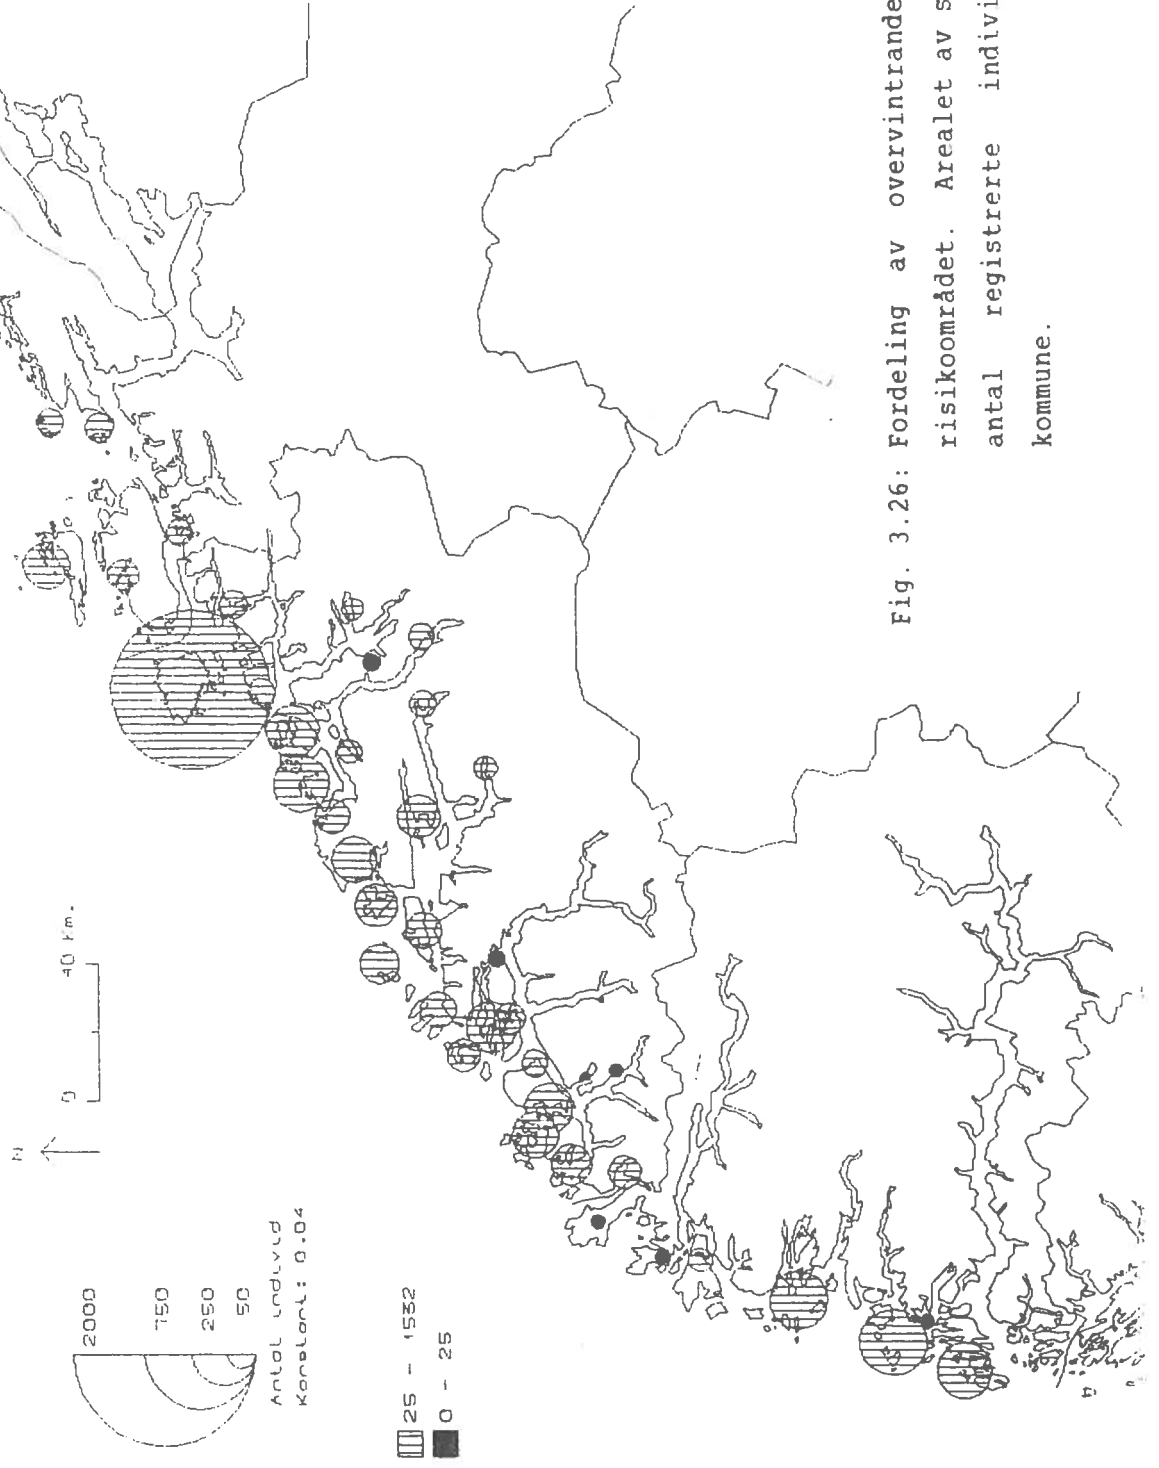 N
0 40 Km.
2000
750
250
50
Antal individ
Konstant: 0.04
25 - 1532
0 - 25
Fig. 3.26: Fordeling av overvintrande
risikoområdet. Arealet av s
antal registrerte indivi
kommune.